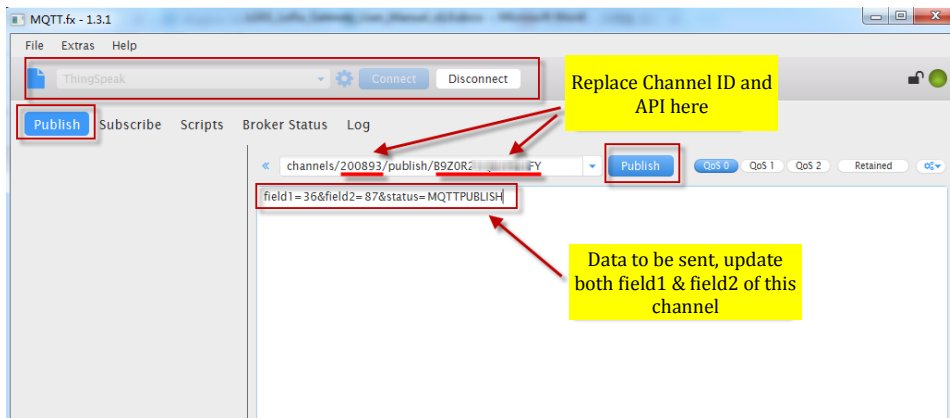 MQTT.fx - 1.3.1
File Extras Help
ThingSpeak Connect Disconnect
Replace Channel ID and
API here
Publish Subscribe Scripts Broker Status Log
channels/200893/publish/B9Z0R2 FY Publish QoS 0 QoS 1 QoS 2 Retained
field1=36&field2=87&status=MQTTPUBLISH
Data to be sent, update
both field1 & field2 of this
channel